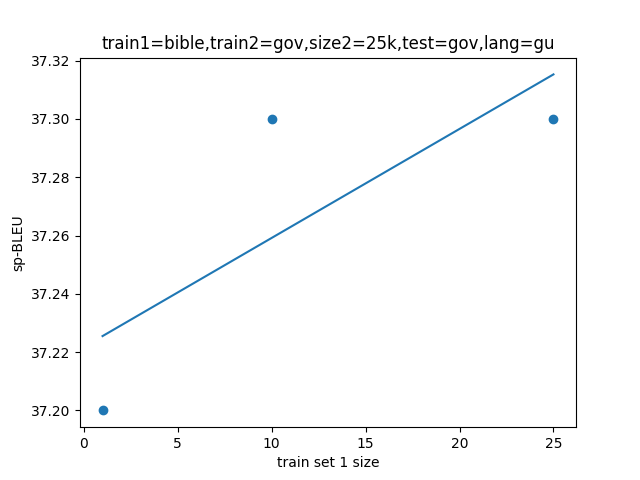 train1=bible,train2=gov,size2=25k,test=gov,lang=gu
37.32
37.30
37.28
37.26
37.24
37.22
37.20
sp-BLEU
0 5 10 15 20 25
train set 1 size